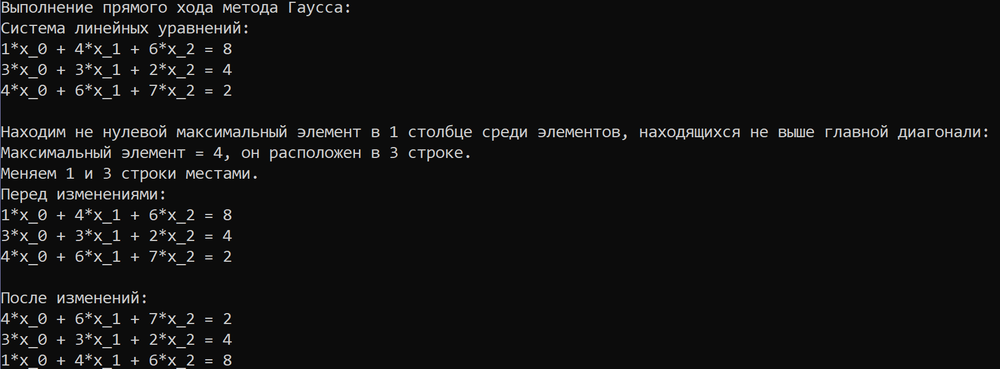 Выполнение прямого хода метода Гаусса:
Система линейных уравнений:
1*x_0 + 4*x_1 + 6*x_2 = 8
3*x_0 + 3*x_1 + 2*x_2 = 4
4*x_0 + 6*x_1 + 7*x_2 = 2
Находим не нулевой максимальный элемент в 1 столбце среди элементов, находящихся не выше главной диагонали:
Максимальный элемент = 4, он расположен в 3 строке.
Меняем 1 и 3 строки местами.
Перед изменениями:
1*x_0 + 4*x_1 + 6*x_2 = 8
3*x_0 + 3*x_1 + 2*x_2 = 4
4*x_0 + 6*x_1 + 7*x_2 = 2
После изменений:
4*x_0 + 6*x_1 + 7*x_2 = 2
3*x_0 + 3*x_1 + 2*x_2 = 4
1*x_0 + 4*x_1 + 6*x_2 = 8